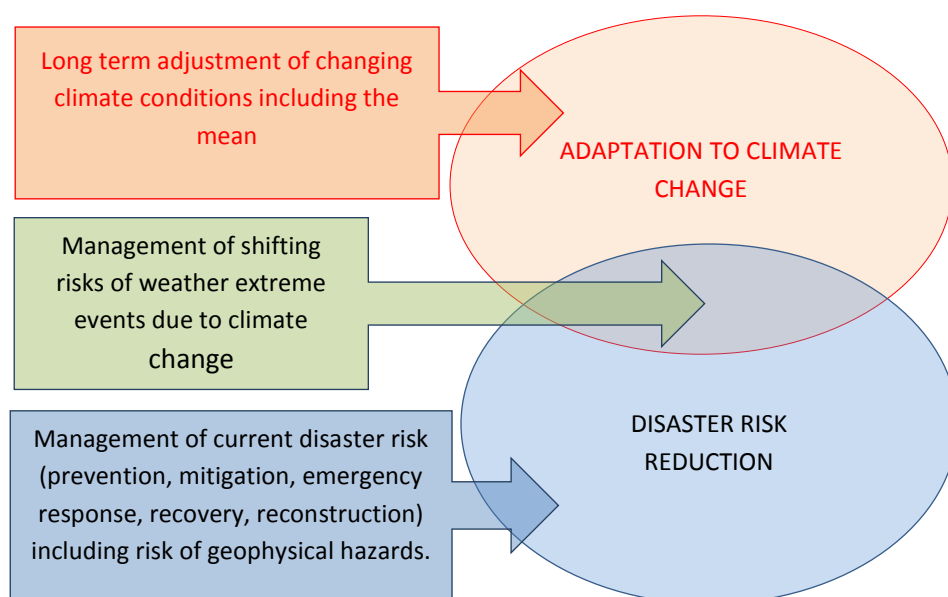 Long term adjustment of changing
climate conditions including the
mean
ADAPTATION TO CLIMATE
CHANGE
Management of shifting
risks of weather extreme
events due to climate
change
Management of current disaster risk
(prevention, mitigation, emergency
response, recovery, reconstruction)
including risk of geophysical hazards.
DISASTER RISK
REDUCTION